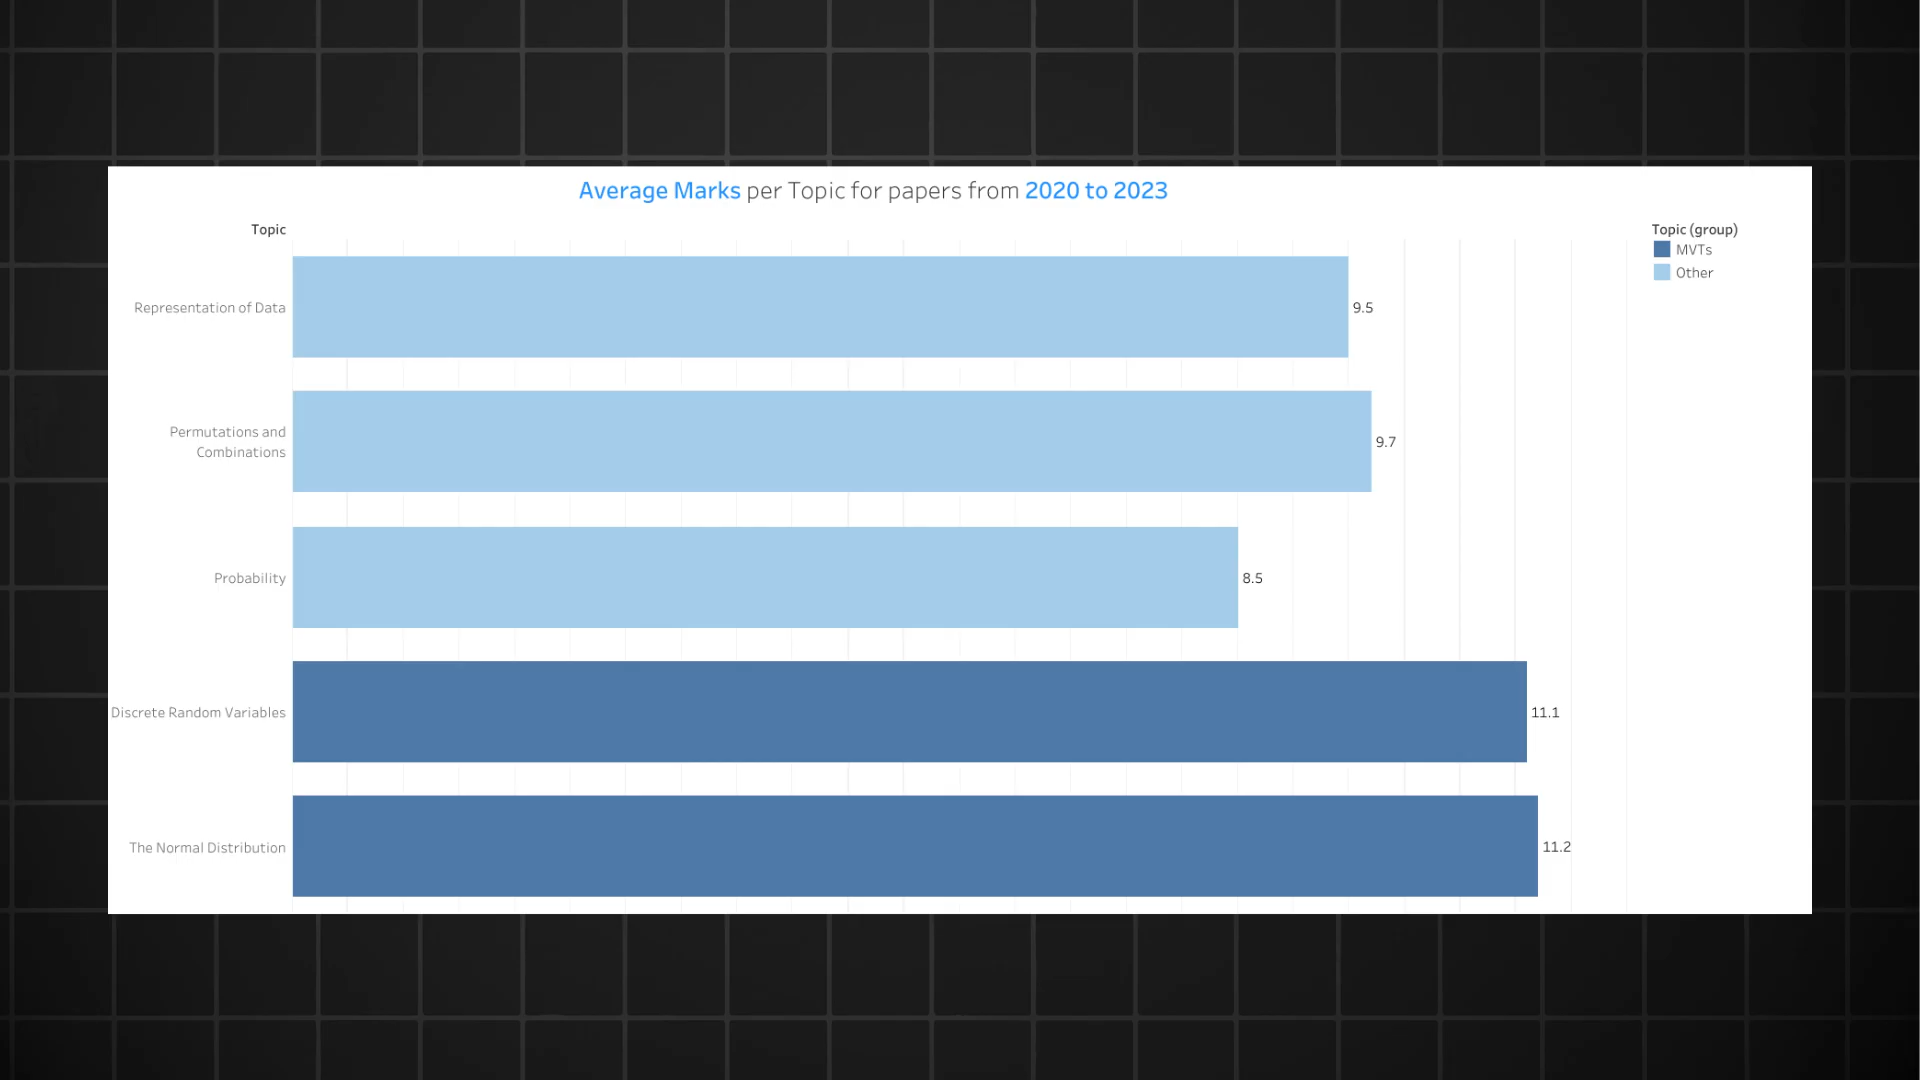 Average Marks per Topic for papers from 2020 to 2023
Topic
Topic (group)
MVTs
Other
Representation of Data
9.5
Permutations and
Combinations
9.7
Probability
8.5
Discrete Random Variables
11.1
The Normal Distribution
11.2